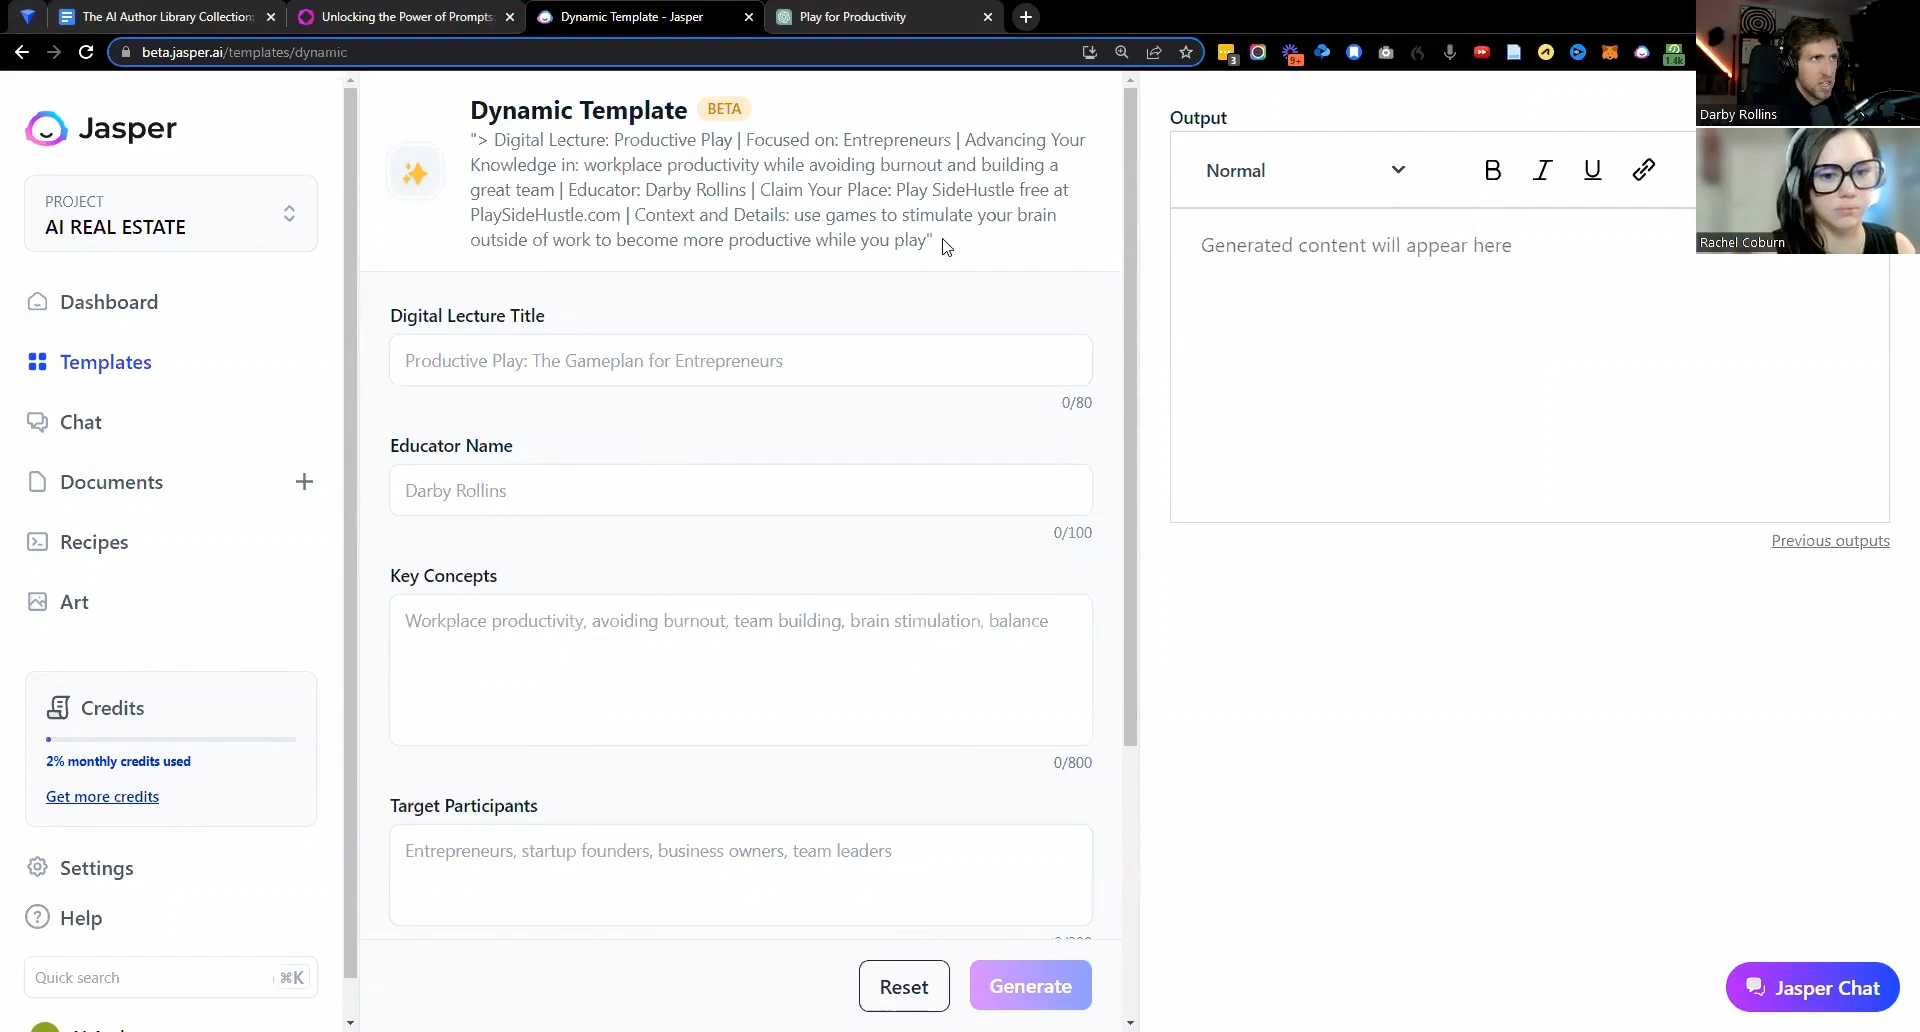 The AI Author Library Collection:
Unlocking the Power of Prompts
Dynamic Template - Jasper
Play for Productivity
beta.jasper.ai/templates/dynamic
3
9+
1.4k
Darby Rollins
Rachel Coburn
Jasper
PROJECT
AI REAL ESTATE
Dashboard
Templates
Chat
Documents
Recipes
Art
Credits
2% monthly credits used
Get more credits
Settings
Help
Quick search
⌘K
Dynamic Template BETA
"> Digital Lecture: Productive Play | Focused on: Entrepreneurs | Advancing Your
Knowledge in: workplace productivity while avoiding burnout and building a
great team | Educator: Darby Rollins | Claim Your Place: Play SideHustle free at
PlaySideHustle.com | Context and Details: use games to stimulate your brain
outside of work to become more productive while you play"
Digital Lecture Title
Productive Play: The Gameplan for Entrepreneurs
0/80
Educator Name
Darby Rollins
0/100
Key Concepts
Workplace productivity, avoiding burnout, team building, brain stimulation, balance
0/800
Target Participants
Entrepreneurs, startup founders, business owners, team leaders
Reset
Generate
Output
Normal
B I U
Generated content will appear here
Previous outputs
Jasper Chat